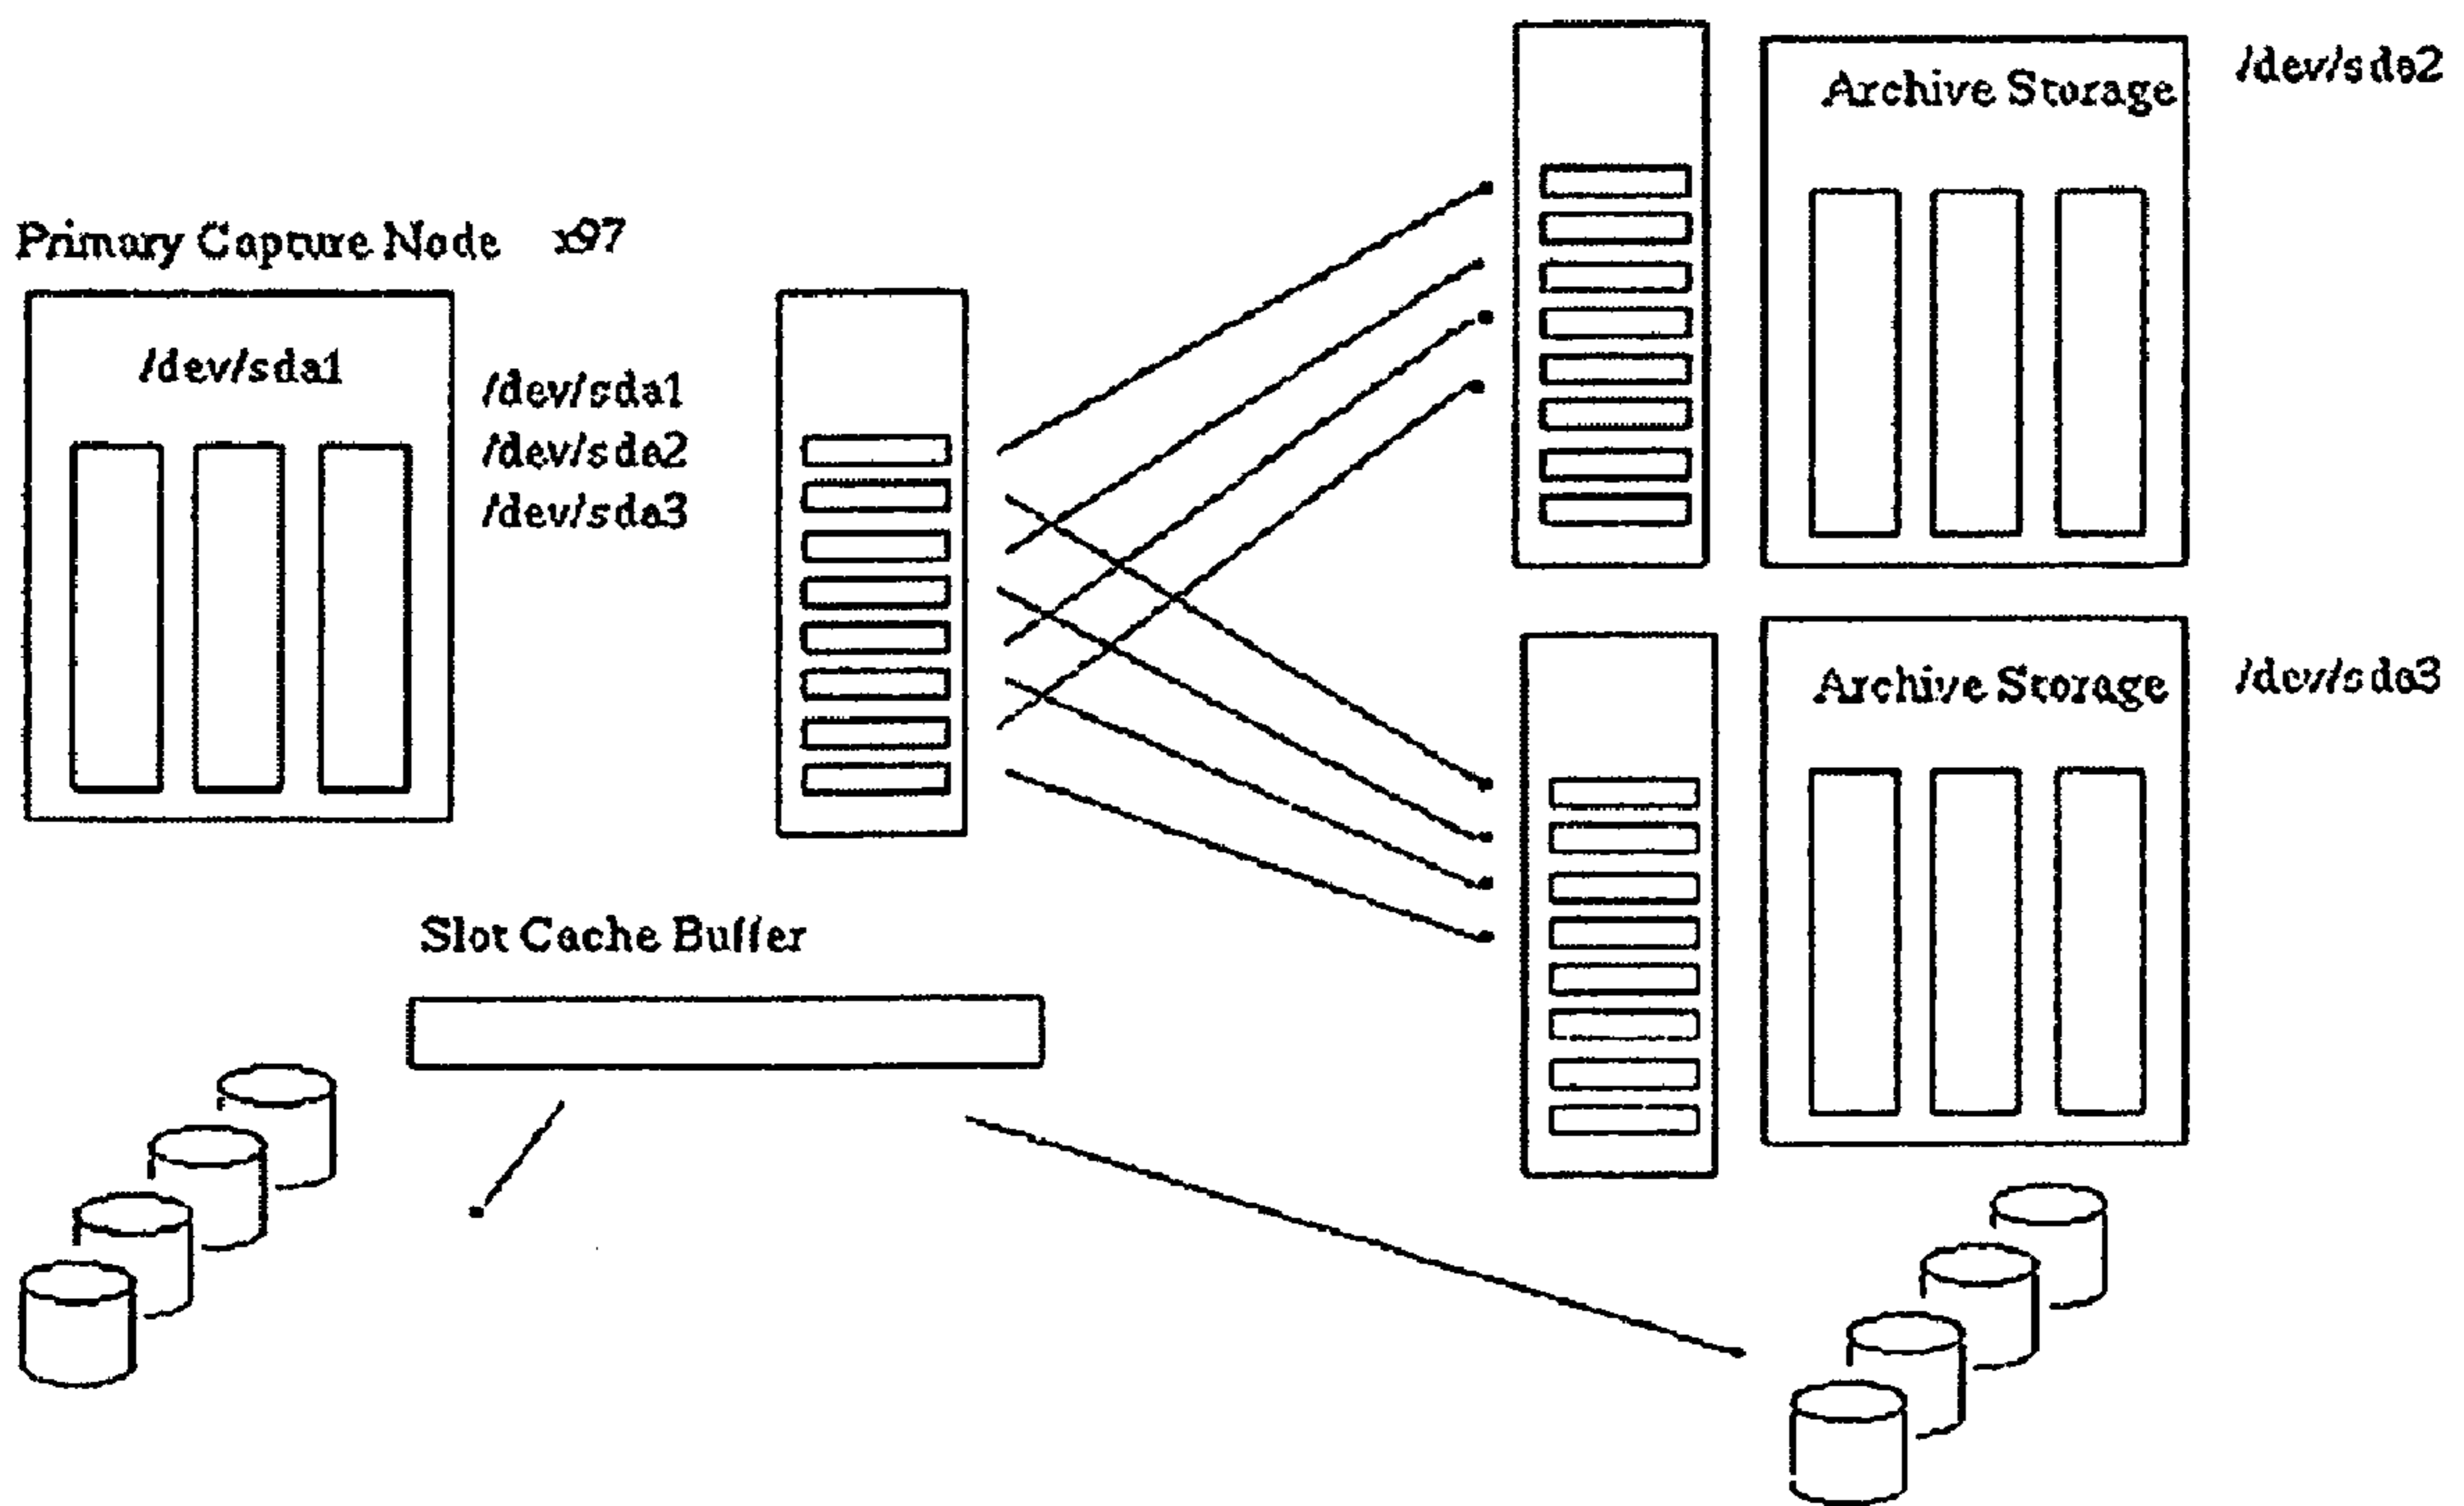 /dev/sda2
Archive Storage
Primary Capture Node x97
/dev/sda1
/dev/sda1
/dev/sda2
/dev/sda3
Archive Storage
/dev/sda3
Slot Cache Buffer